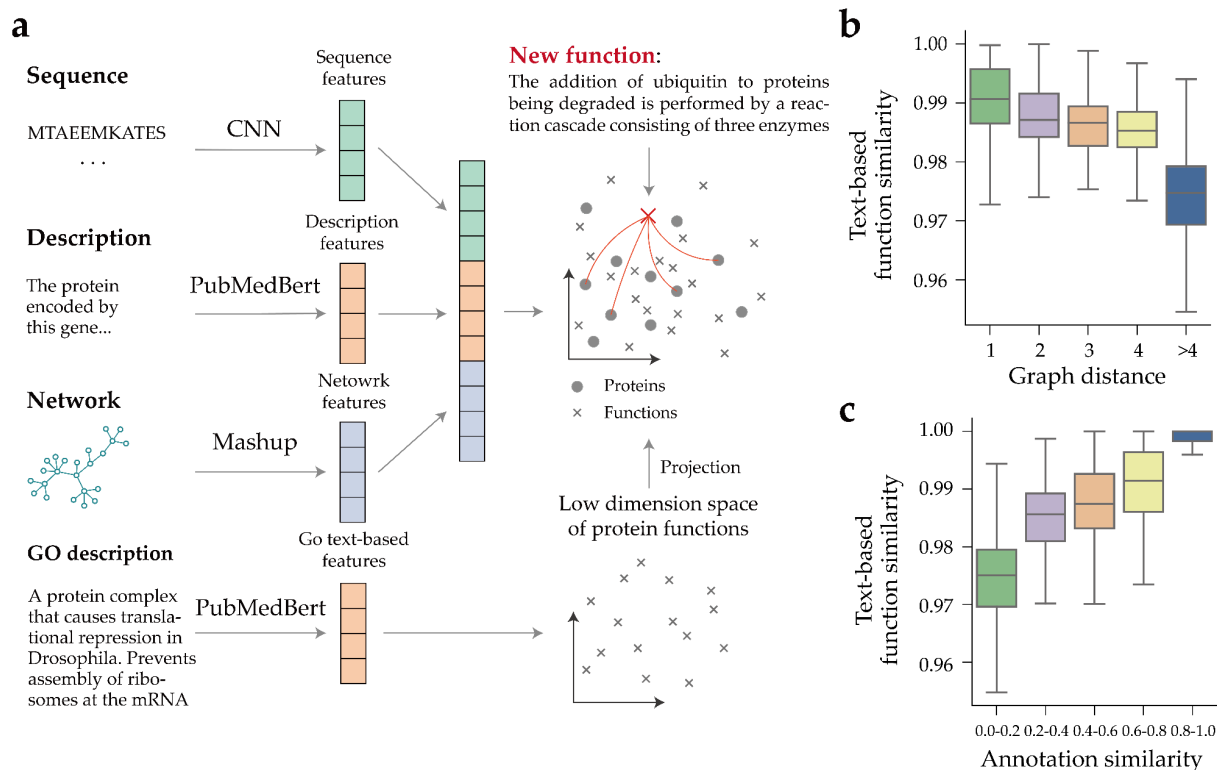 a
Sequence
MTAEEMKATES
. . .
CNN
Sequence
features
Description
The protein
encoded by
this gene...
PubMedBert
Description
features
Network
Mashup
Netowrk
features
GO description
A protein complex
that causes transla-
tional repression in
Drosophila. Prevents
assembly of ribo-
somes at the mRNA
PubMedBert
Go text-based
features
New function:
The addition of ubiquitin to proteins
being degraded is performed by a reac-
tion cascade consisting of three enzymes
Proteins
Functions
Projection
Low dimension space
of protein functions
b
Text-based
function similarity
1.00
0.99
0.98
0.97
0.96
1 2 3 4 >4
Graph distance
c
Text-based
function similarity
1.00
0.99
0.98
0.97
0.96
0.0-0.2 0.2-0.4 0.4-0.6 0.6-0.8 0.8-1.0
Annotation similarity